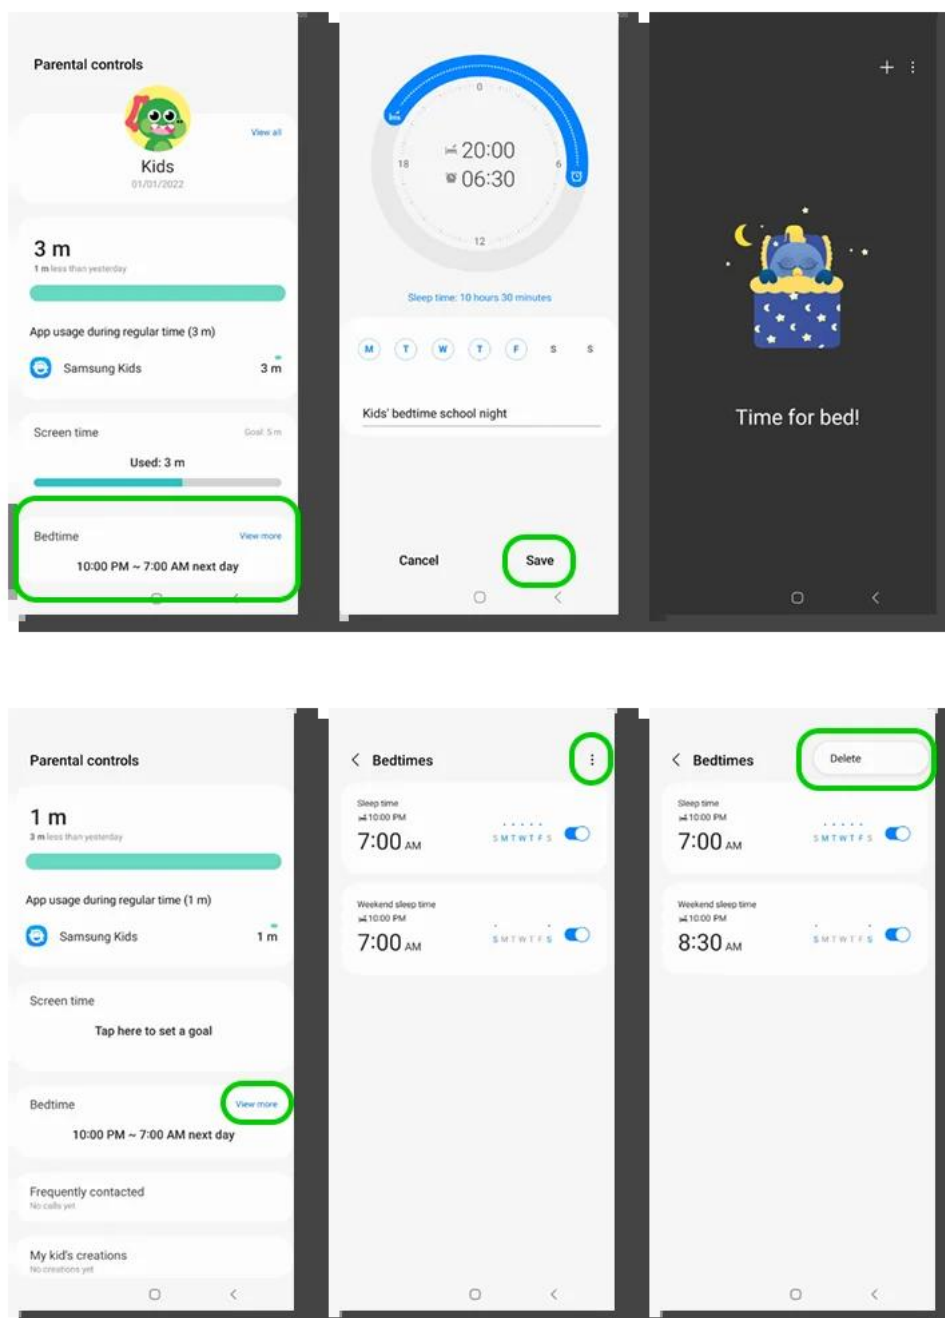 Parental controls
View all
Kids
01/01/2022
3 m
1 m less than yesterday
App usage during regular time (3 m)
Samsung Kids
3 m
Screen time
Goal: 5 m
Used: 3 m
Bedtime
View more
10:00 PM ~ 7:00 AM next day
0
18
20:00
06:30
6
12
Sleep time: 10 hours 30 minutes
M T W T F S S
Kids' bedtime school night
Cancel
Save
Time for bed!
Parental controls
1 m
3 m less than yesterday
App usage during regular time (1 m)
Samsung Kids
1 m
Screen time
Tap here to set a goal
Bedtime
View more
10:00 PM ~ 7:00 AM next day
Frequently contacted
No calls yet
My kid's creations
No creations yet
Bedtimes
Sleep time
10:00 PM
7:00 AM
S M T W T F S
Weekend sleep time
10:00 PM
7:00 AM
S M T W T F S
Bedtimes
Delete
Sleep time
10:00 PM
7:00 AM
S M T W T F S
Weekend sleep time
10:00 PM
8:30 AM
S M T W T F S